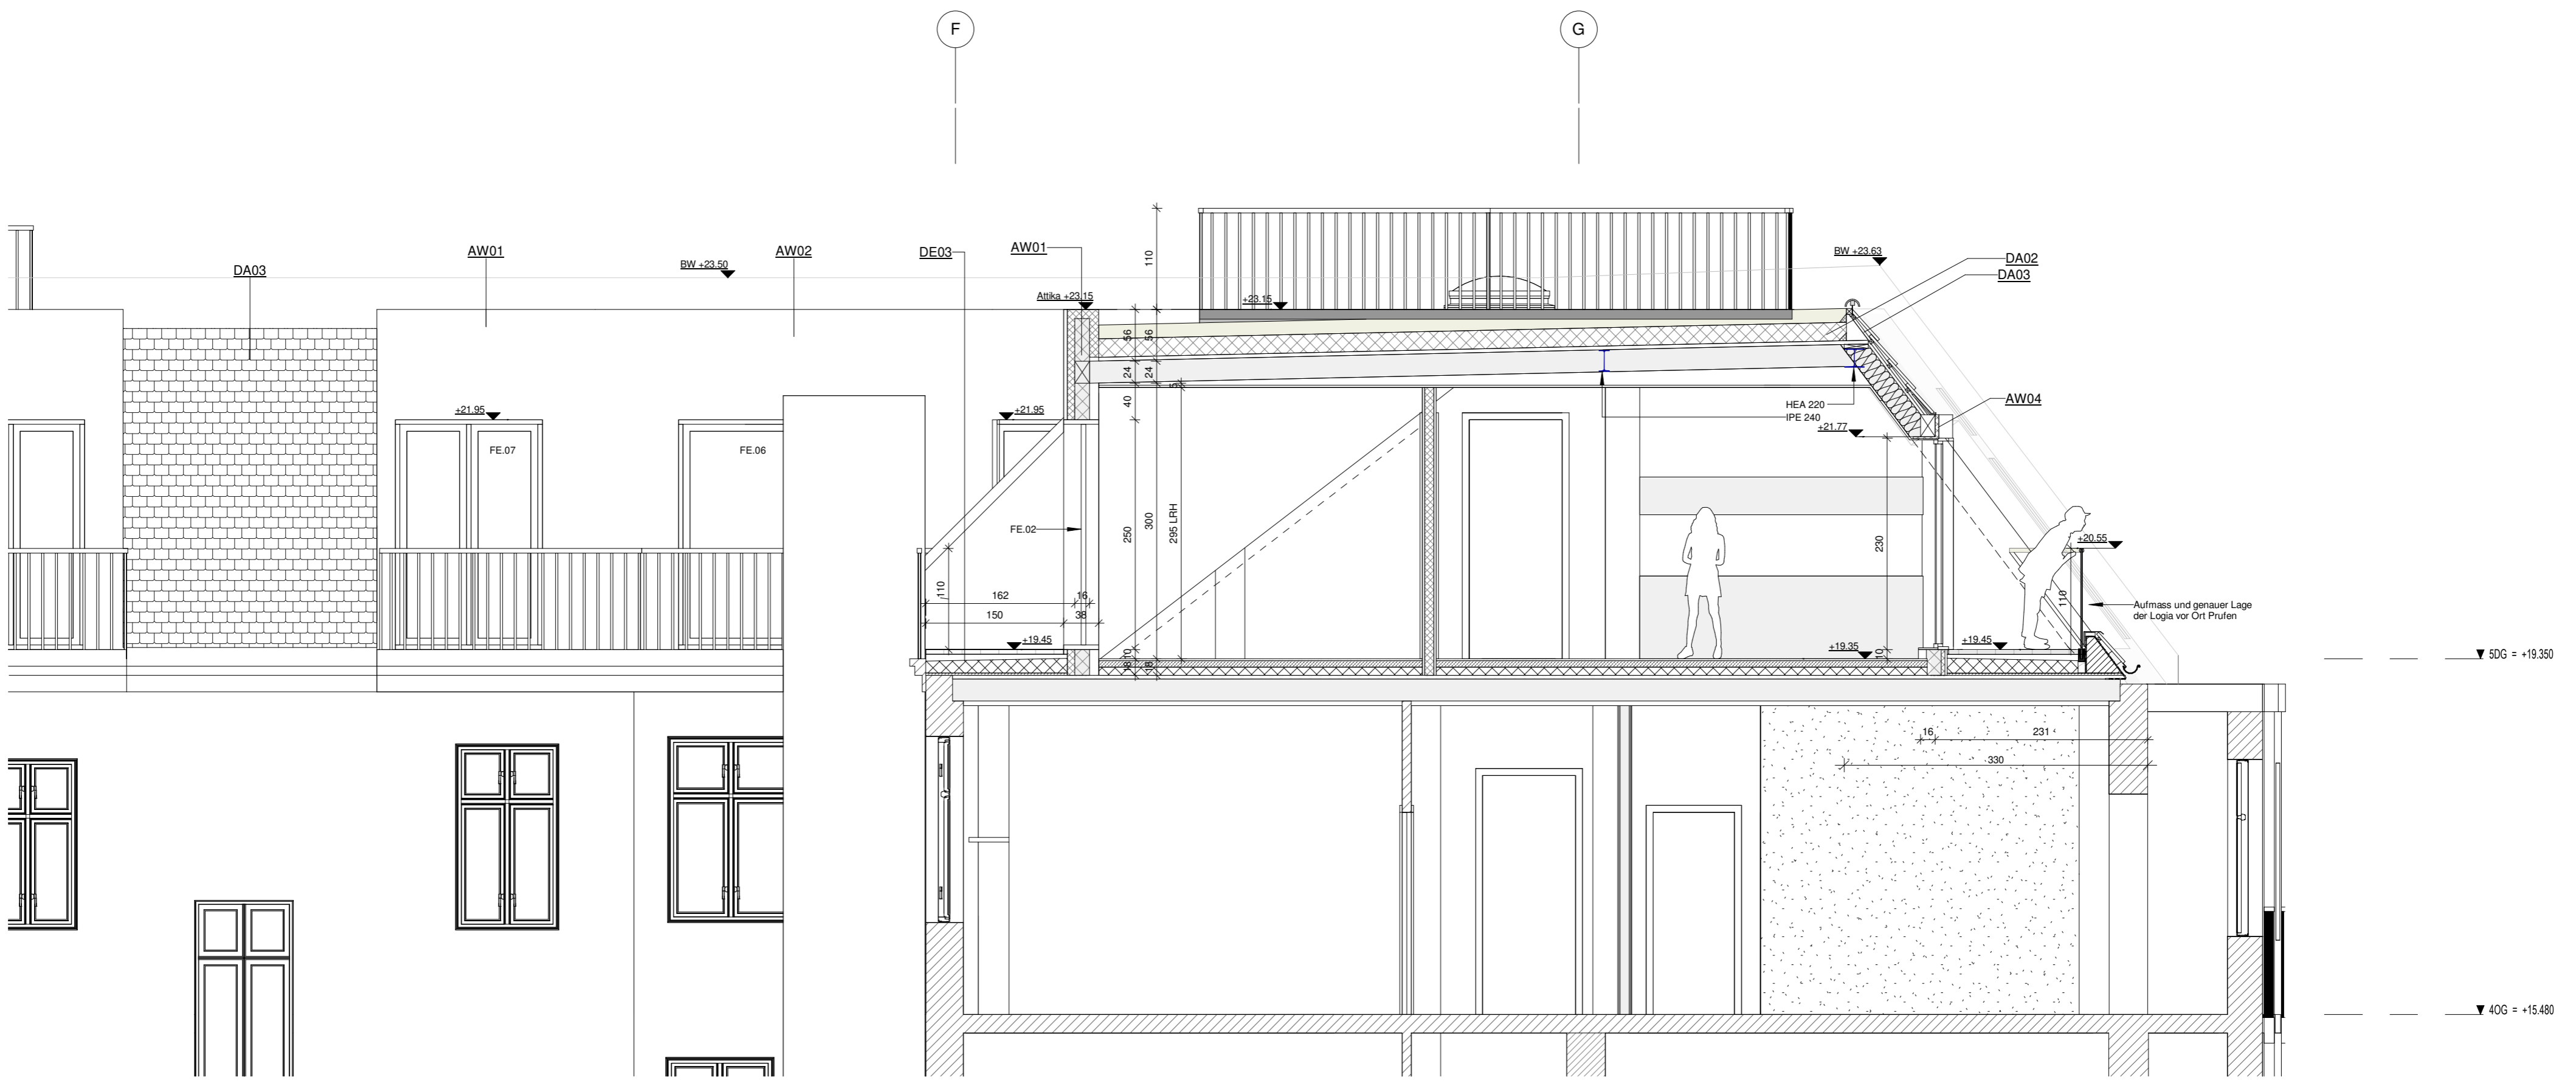 F
G
DA03
AW01
BW +23.50
AW02
DE03
AW01
Attika +23.15
110
+23.15
BW +23.63
DA02
DA03
56
56
24
24
5
40
HEA 220
IPE 240
+21.77
AW04
+21.95
FE.07
FE.06
+21.95
FE.02
250
300
295 LRH
230
+20.55
110
162
16
150
38
110
Aufmass und genauer Lage
der Logia vor Ort Prufen
+19.45
10
18
18
+19.35
10
+19.45
5DG = +19.350
16
231
330
4OG = +15.480